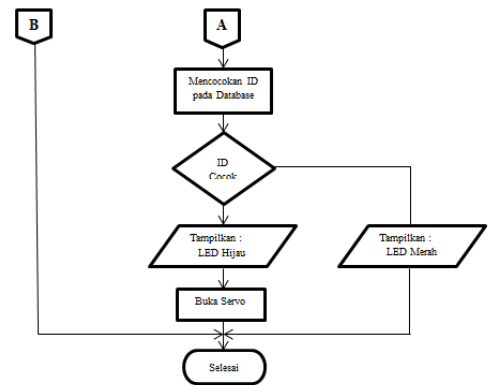 B
A
Mencocokan ID
pada Database
ID
Cocok
Tampilkan :
LED Hijau
Tampilkan :
LED Merah
Buka Servo
Selesai